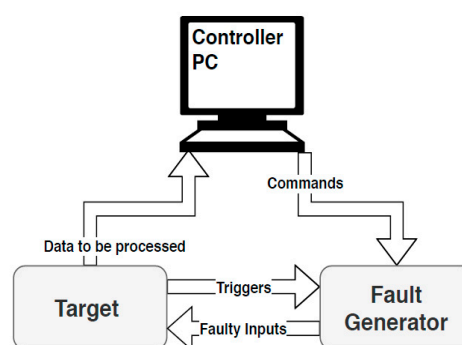 Controller
PC
Commands
Data to be processed
Target
Triggers
Faulty Inputs
Fault
Generator